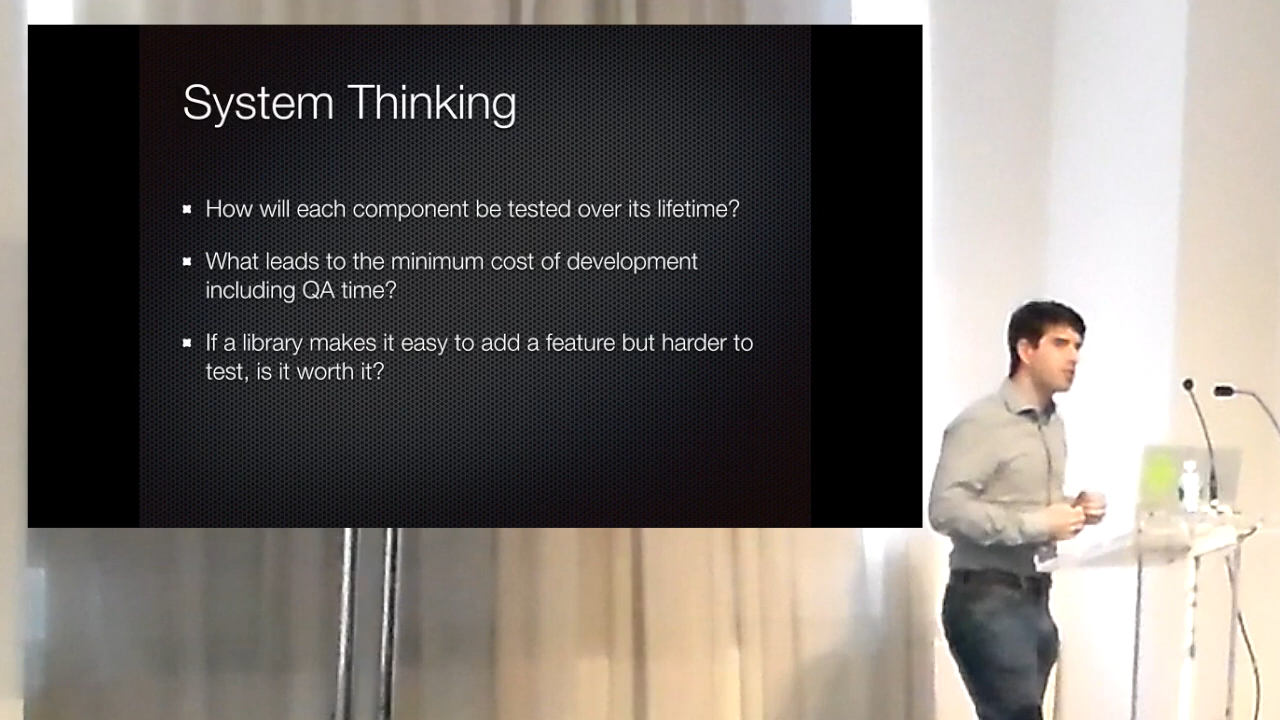 System Thinking
How will each component be tested over its lifetime?
What leads to the minimum cost of development
including QA time?
If a library makes it easy to add a feature but harder to
test, is it worth it?